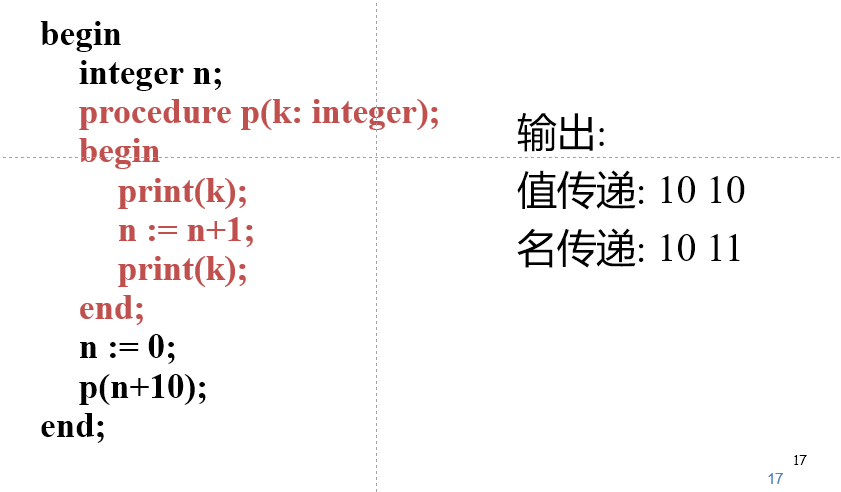 begin
integer n;
procedure p(k: integer);
begin
print(k);
n := n+1;
print(k);
end;
n := 0;
p(n+10);
end;
输出:
值传递: 10 10
名传递: 10 11
17
17